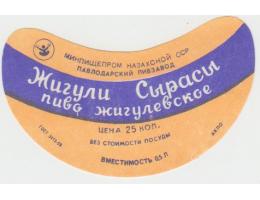 МИНПИЩЕПРОМ КАЗАХСКОЙ ССР
ПАВЛОДАРСКИЙ ПИВЗАВОД
Жигули Сырасы
пиво жигулевское
ЦЕНА 25 КОП.
БЕЗ СТОИМОСТИ ПОСУДЫ
ВМЕСТИМОСТЬ 0,5 Л